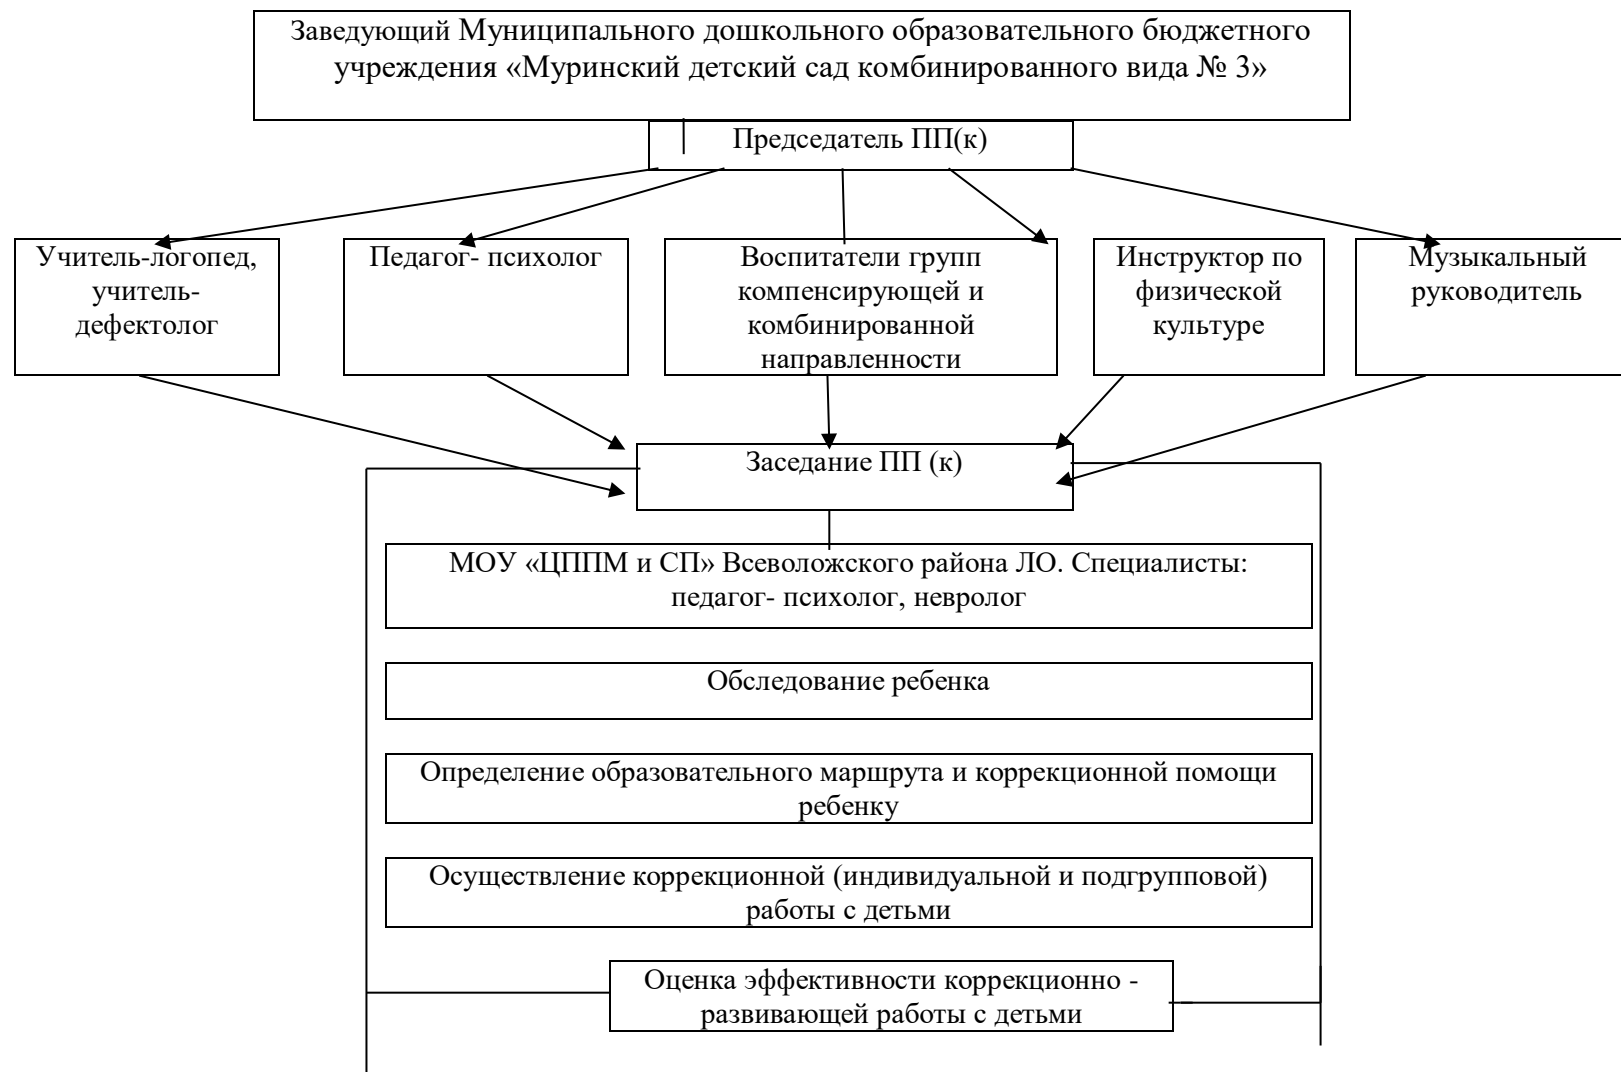 Заведующий Муниципального дошкольного образовательного бюджетного
учреждения «Муринский детский сад комбинированного вида № 3»
Председатель ПП(к)
Учитель-логопед,
учитель-
дефектолог
Педагог- психолог
Воспитатели групп
компенсирующей и
комбинированной
направленности
Инструктор по
физической
культуре
Музыкальный
руководитель
Заседание ПП (к)
МОУ «ЦППМ и СП» Всеволожского района ЛО. Специалисты:
педагог- психолог, невролог
Обследование ребенка
Определение образовательного маршрута и коррекционной помощи
ребенку
Осуществление коррекционной (индивидуальной и подгрупповой)
работы с детьми
Оценка эффективности коррекционно -
развивающей работы с детьми